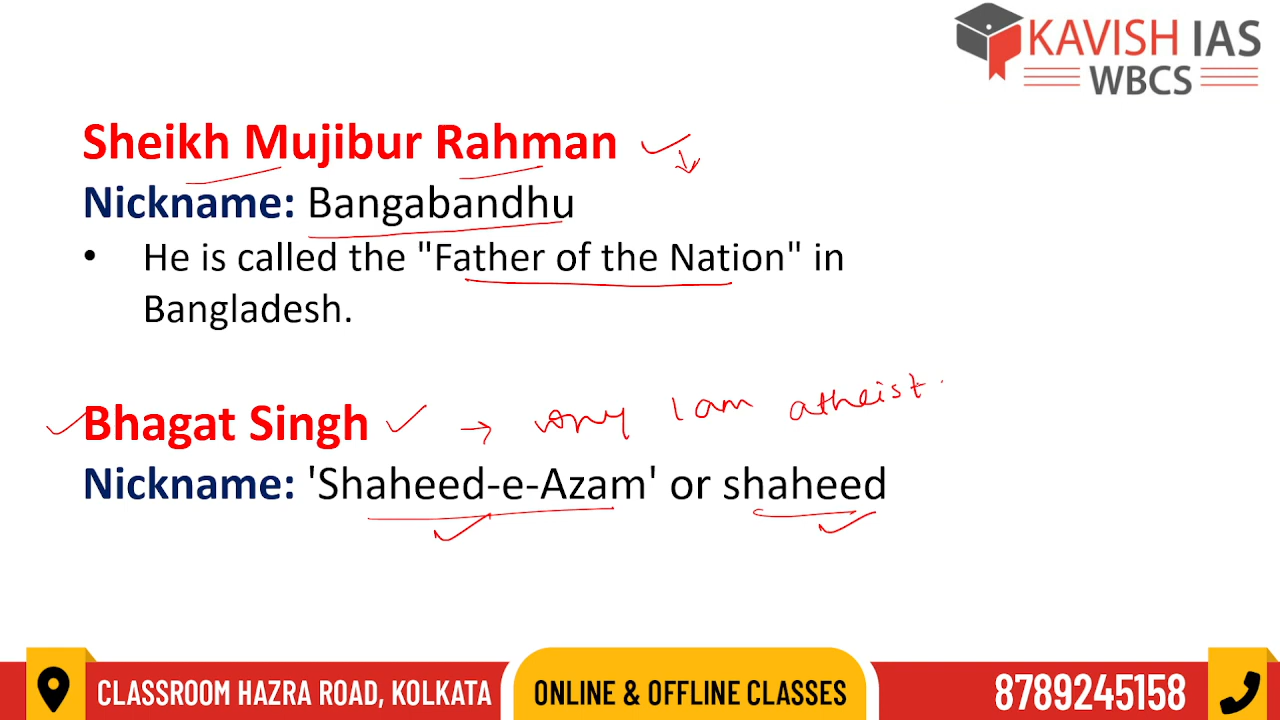 KAVISH IAS
WBCS
Sheikh Mujibur Rahman
Nickname: Bangabandhu
• He is called the "Father of the Nation" in
Bangladesh.
Bhagat Singh → I am atheist.
Nickname: 'Shaheed-e-Azam' or shaheed
CLASSROOM HAZRA ROAD, KOLKATA
ONLINE & OFFLINE CLASSES
8789245158